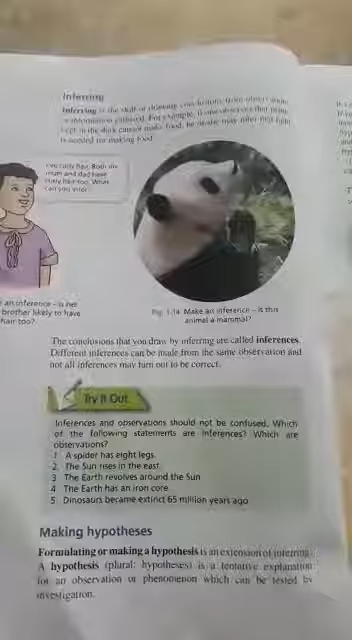 Inferring
Inferring is the skill of drawing conclusions from observations
or information gathered. For example, if one observes that plants
kept in the dark cannot make food, he or she may infer that light
is needed for making food.
I've curly hair. Both my
mum and dad have
curly hair too. What
can you infer?
an inference – is her
brother likely to have
hair too?
Fig. 1.14 Make an inference – is this
animal a mammal?
The conclusions that you draw by inferring are called inferences.
Different inferences can be made from the same observation and
not all inferences may turn out to be correct.
Try It Out
Inferences and observations should not be confused. Which
of the following statements are inferences? Which are
observations?
1 A spider has eight legs.
2 The Sun rises in the east.
3 The Earth revolves around the Sun.
4 The Earth has an iron core.
5 Dinosaurs became extinct 65 million years ago.
Making hypotheses
Formulating or making a hypothesis is an extension of inferring.
A hypothesis (plural: hypotheses) is a tentative explanation
for an observation or phenomenon which can be tested by
investigation.